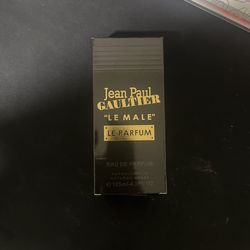 Jean Paul
GAULTIER
"LE MALE"
LE PARFUM
EAU DE PARFUM